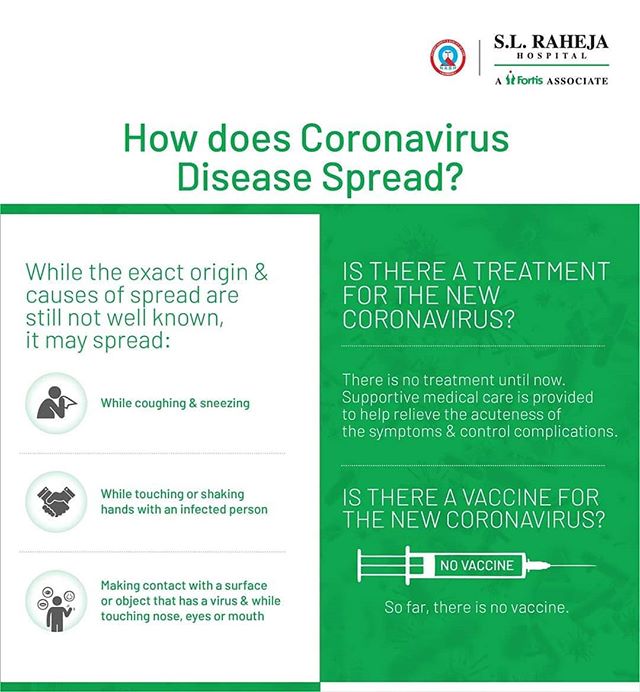 S.L. RAHEJA
HOSPITAL
A Fortis ASSOCIATE
How does Coronavirus
Disease Spread?
While the exact origin &
causes of spread are
still not well known,
it may spread:
While coughing & sneezing
While touching or shaking
hands with an infected person
Making contact with a surface
or object that has a virus & while
touching nose, eyes or mouth
IS THERE A TREATMENT
FOR THE NEW
CORONAVIRUS?
There is no treatment until now.
Supportive medical care is provided
to help relieve the acuteness of
the symptoms & control complications.
IS THERE A VACCINE FOR
THE NEW CORONAVIRUS?
NO VACCINE
So far, there is no vaccine.